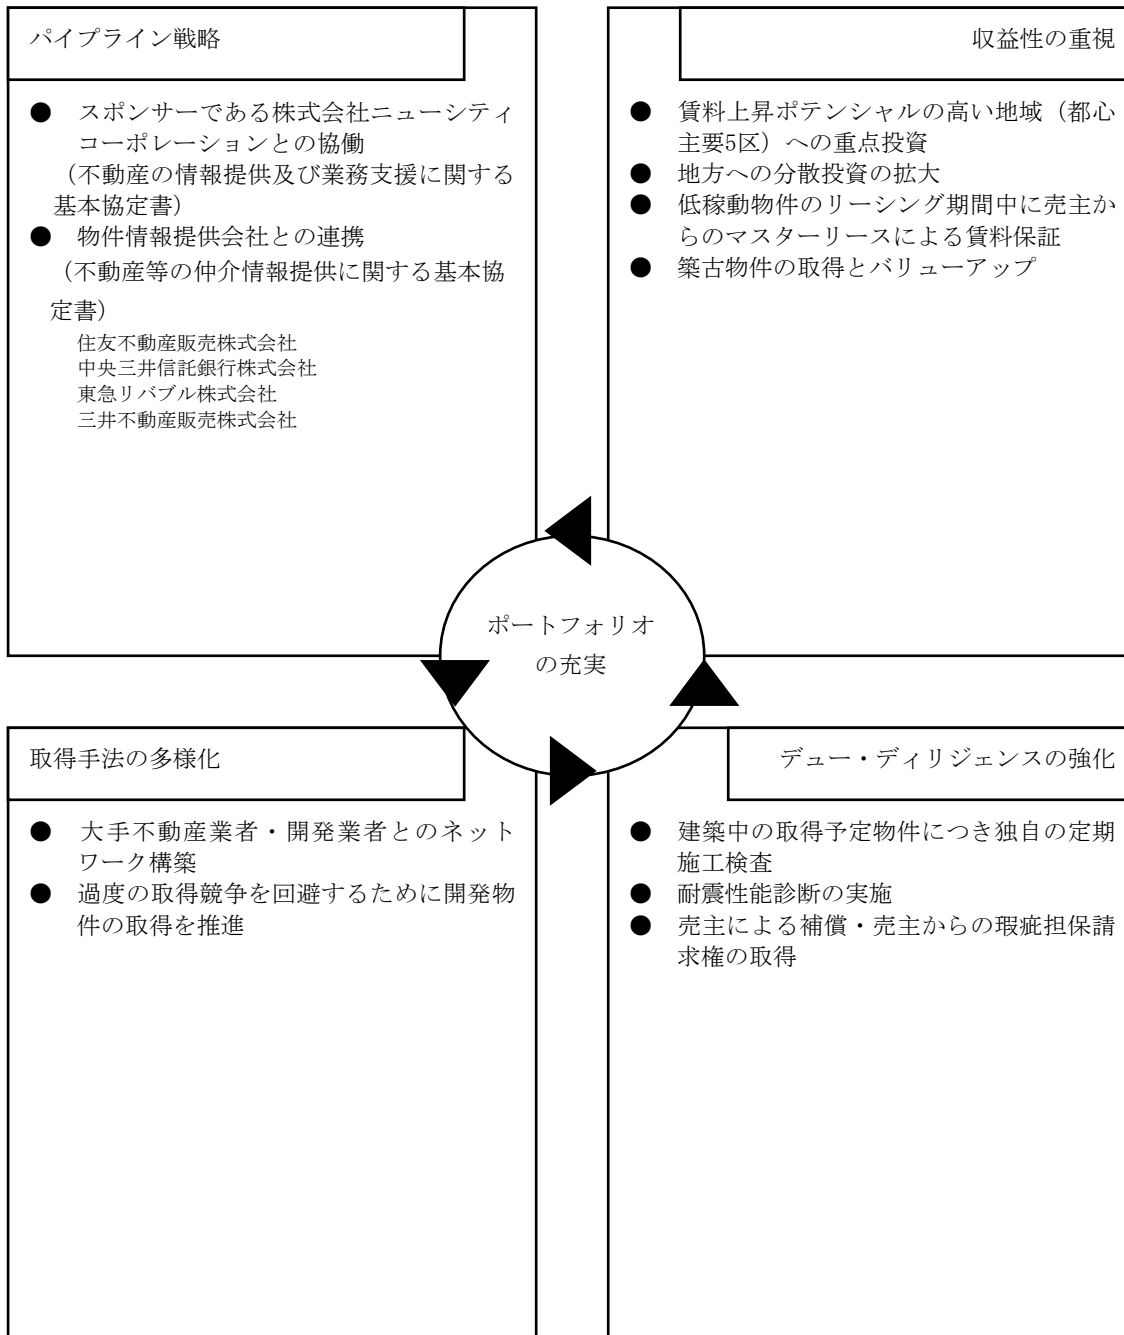 パイプライン戦略
● スポンサーである株式会社ニューシティ
コーポレーションとの協働
（不動産の情報提供及び業務支援に関する
基本協定書）
● 物件情報提供会社との連携
（不動産等の仲介情報提供に関する基本協
定書）
住友不動産販売株式会社
中央三井信託銀行株式会社
東急リバブル株式会社
三井不動産販売株式会社
収益性の重視
● 賃料上昇ポテンシャルの高い地域（都心
主要5区）への重点投資
● 地方への分散投資の拡大
● 低稼動物件のリーシング期間中に売主か
らのマスターリースによる賃料保証
● 築古物件の取得とバリューアップ
ポートフォリオ
の充実
取得手法の多様化
● 大手不動産業者・開発業者とのネット
ワーク構築
● 過度の取得競争を回避するために開発物
件の取得を推進
デュー・ディリジェンスの強化
● 建築中の取得予定物件につき独自の定期
施工検査
● 耐震性能診断の実施
● 売主による補償・売主からの瑕疵担保請
求権の取得